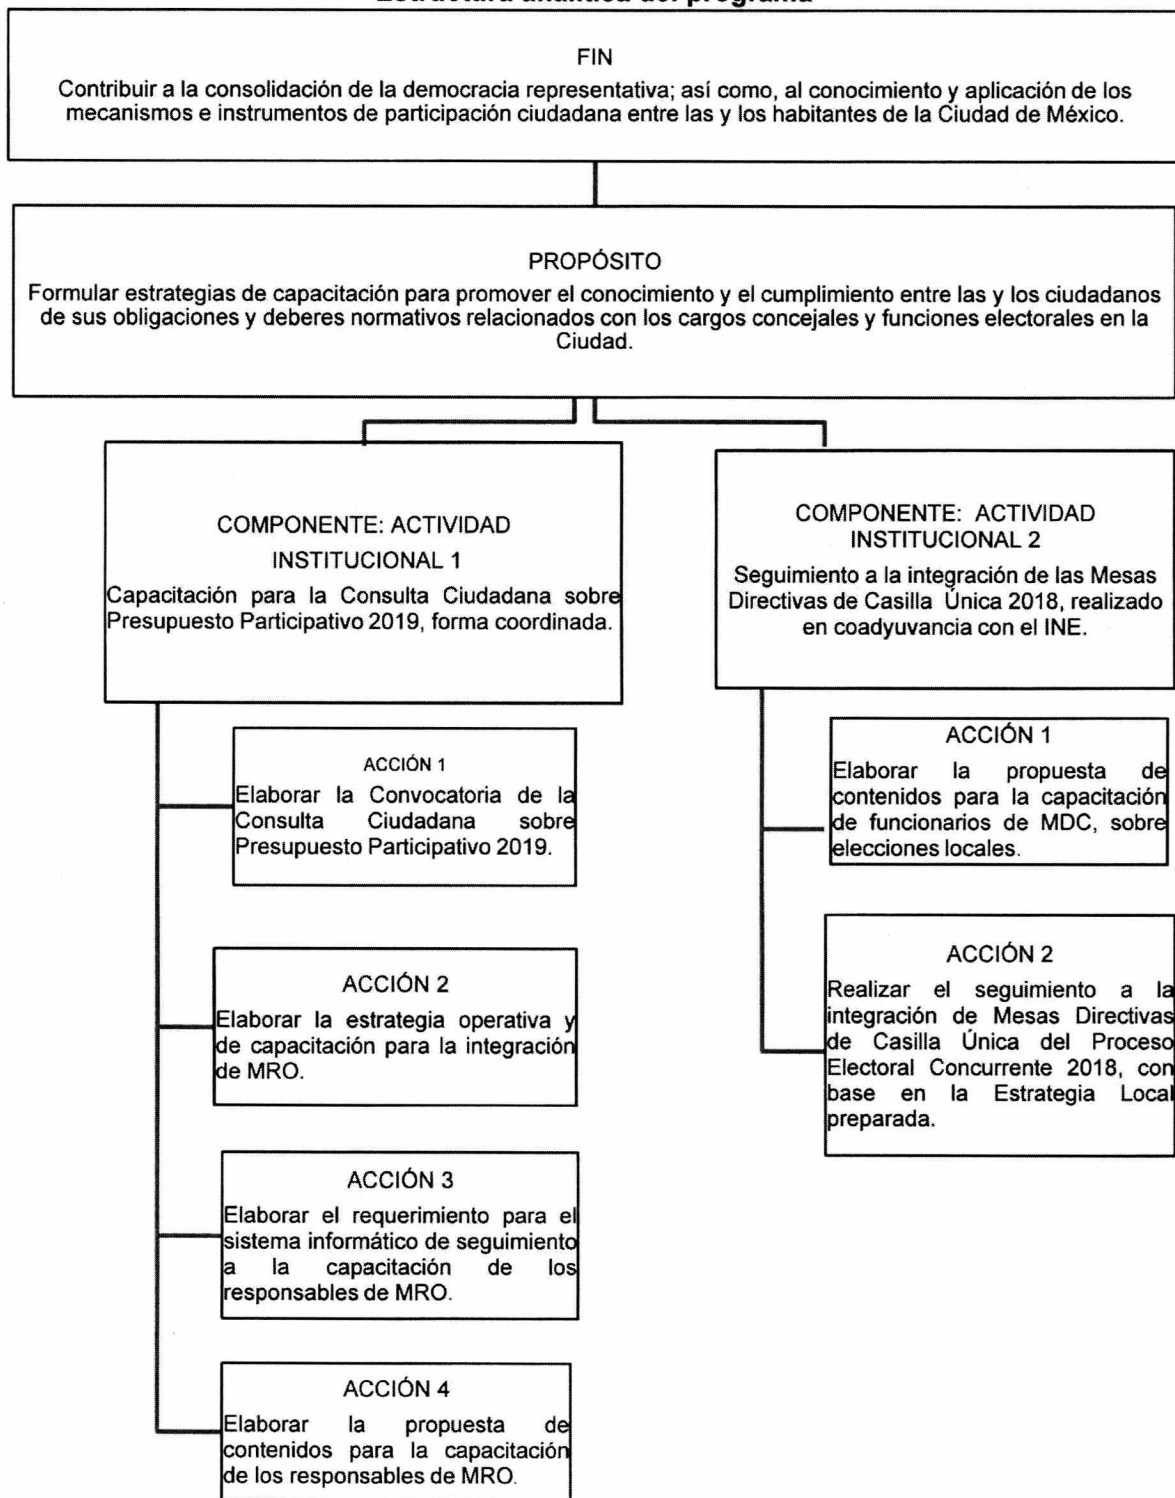 Estructura analítica del programa
FIN
Contribuir a la consolidación de la democracia representativa; así como, al conocimiento y aplicación de los
mecanismos e instrumentos de participación ciudadana entre las y los habitantes de la Ciudad de México.
PROPÓSITO
Formular estrategias de capacitación para promover el conocimiento y el cumplimiento entre las y los ciudadanos
de sus obligaciones y deberes normativos relacionados con los cargos concejales y funciones electorales en la
Ciudad.
COMPONENTE: ACTIVIDAD
INSTITUCIONAL 1
Capacitación para la Consulta Ciudadana sobre
Presupuesto Participativo 2019, forma coordinada.
ACCIÓN 1
Elaborar la Convocatoria de la
Consulta Ciudadana sobre
Presupuesto Participativo 2019.
ACCIÓN 2
Elaborar la estrategia operativa y
de capacitación para la integración
de MRO.
ACCIÓN 3
Elaborar el requerimiento para el
sistema informático de seguimiento
a la capacitación de los
responsables de MRO.
ACCIÓN 4
Elaborar la propuesta de
contenidos para la capacitación
de los responsables de MRO.
COMPONENTE: ACTIVIDAD
INSTITUCIONAL 2
Seguimiento a la integración de las Mesas
Directivas de Casilla Única 2018, realizado
en coadyuvancia con el INE.
ACCIÓN 1
Elaborar la propuesta de
contenidos para la capacitación
de funcionarios de MDC, sobre
elecciones locales.
ACCIÓN 2
Realizar el seguimiento a la
integración de Mesas Directivas
de Casilla Única del Proceso
Electoral Concurrente 2018, con
base en la Estrategia Local
preparada.